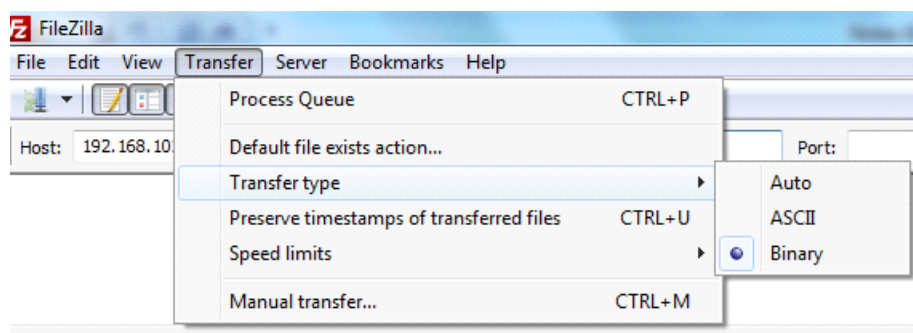 FileZilla
File Edit View Transfer Server Bookmarks Help
Process Queue CTRL+P
Host: 192.168.10 Port:
Default file exists action...
Transfer type
Auto
Preserve timestamps of transferred files CTRL+U
ASCII
Speed limits
Binary
Manual transfer... CTRL+M